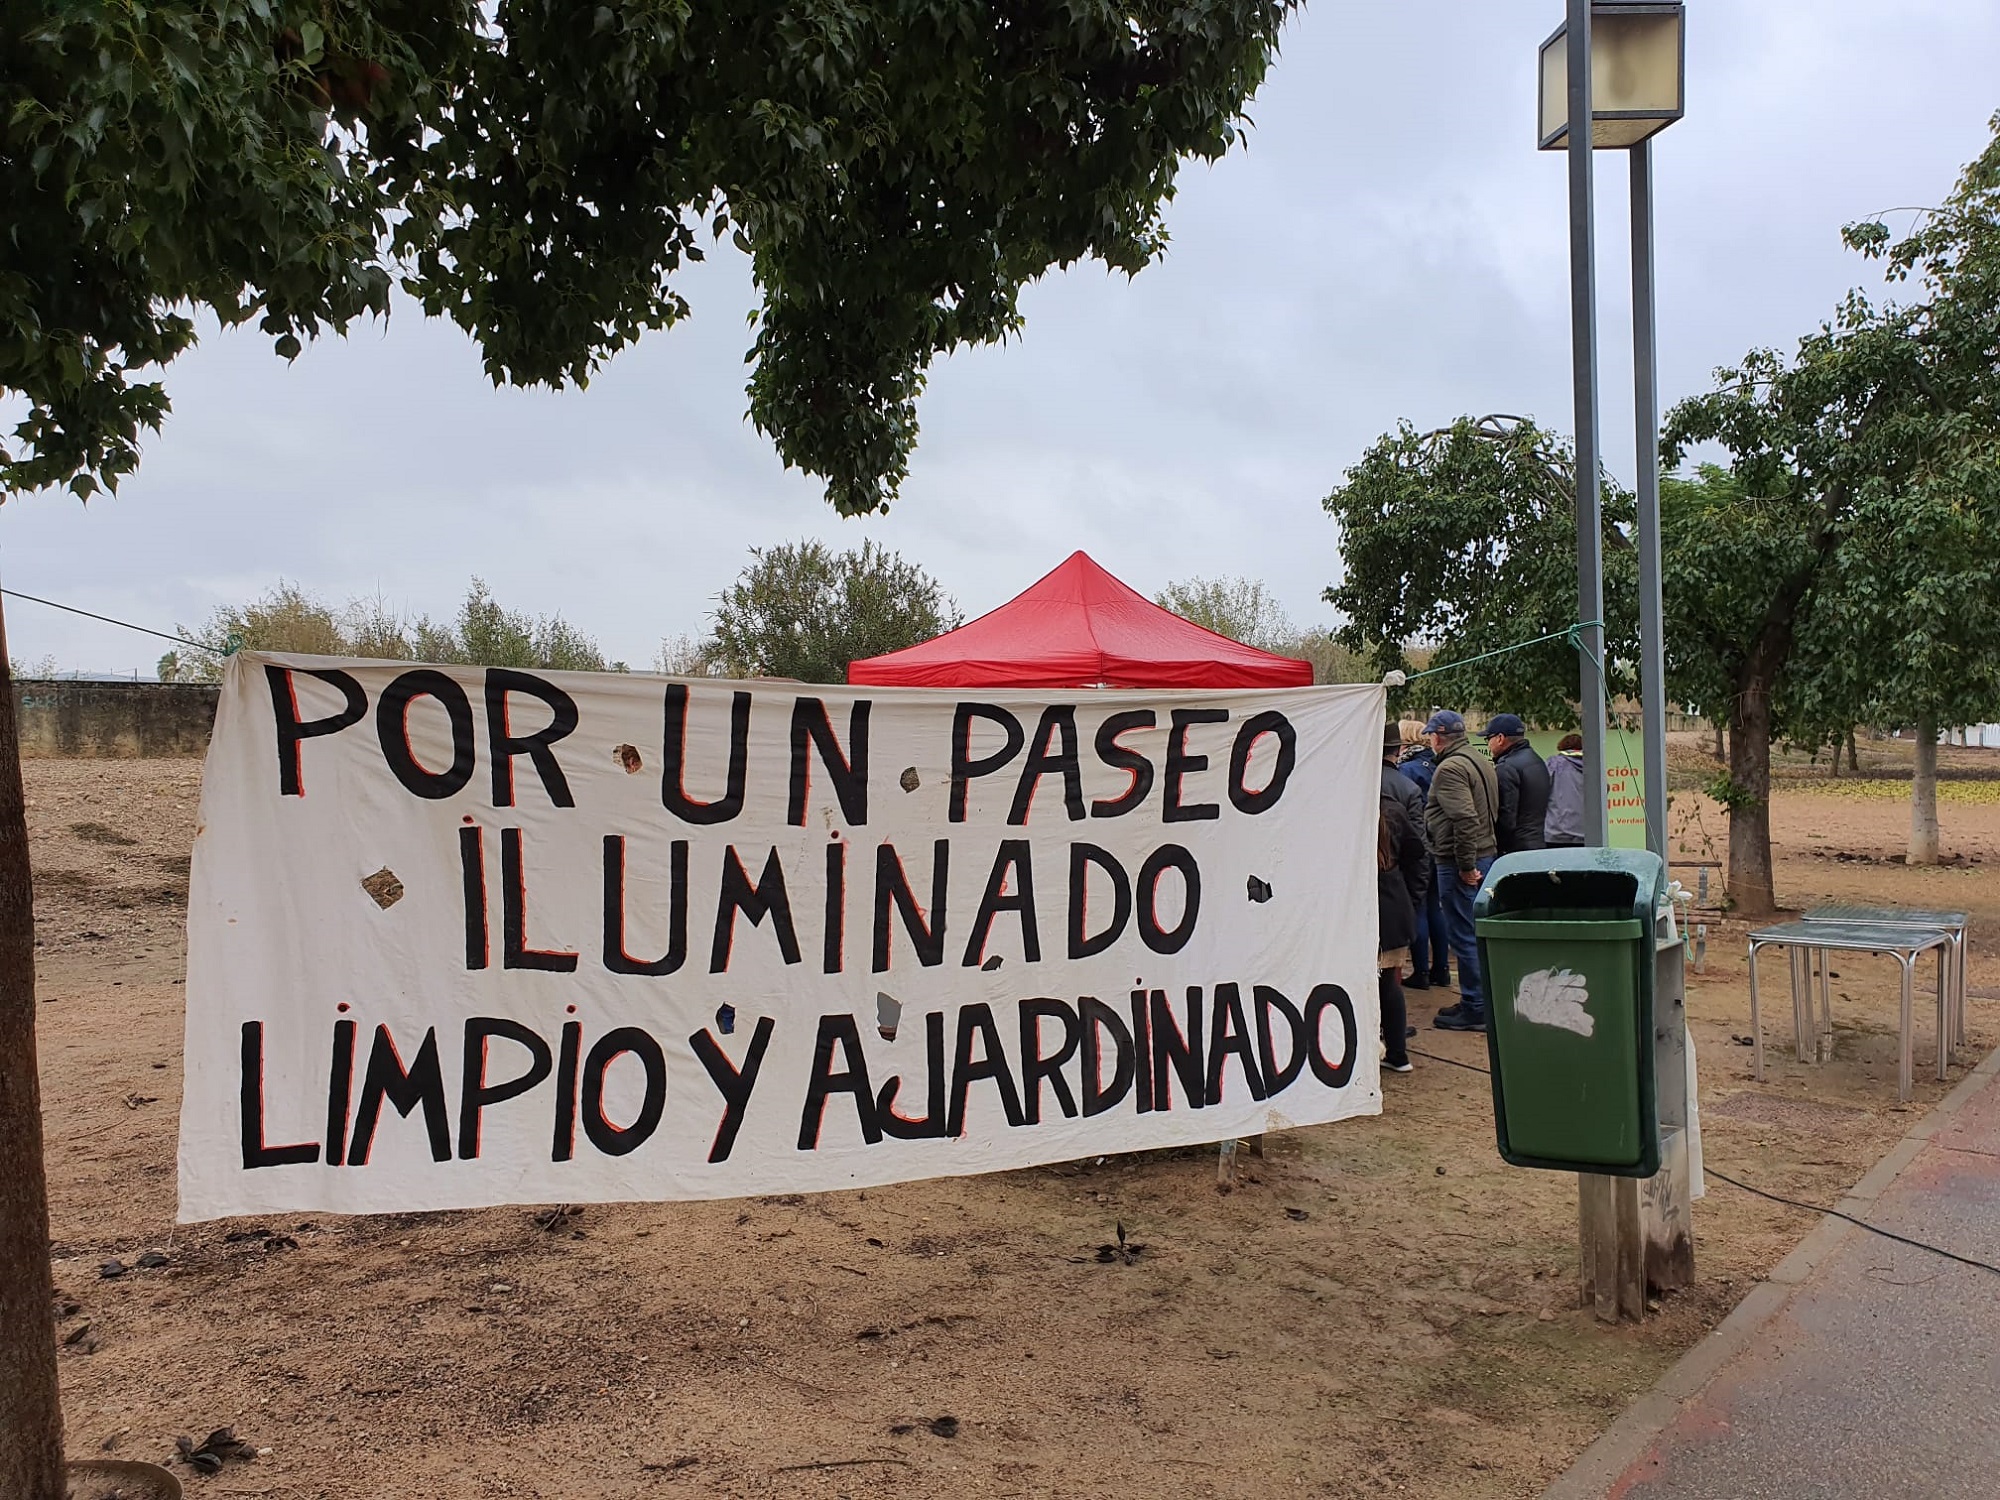 POR UN PASEO
ILUMINADO
LIMPIO Y AJARDINADO